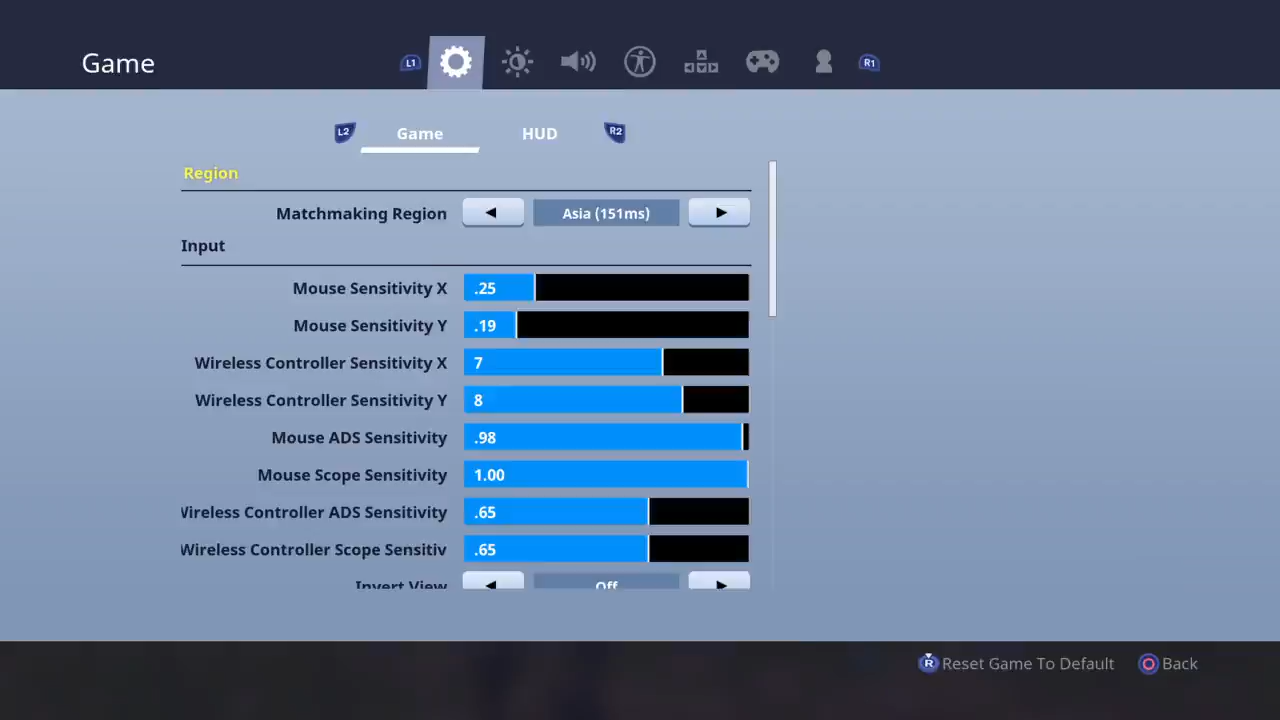 Game
L1
R1
L2
Game
HUD
R2
Region
Matchmaking Region
Asia (151ms)
Input
Mouse Sensitivity X
.25
Mouse Sensitivity Y
.19
Wireless Controller Sensitivity X
7
Wireless Controller Sensitivity Y
8
Mouse ADS Sensitivity
.98
Mouse Scope Sensitivity
1.00
Wireless Controller ADS Sensitivity
.65
Wireless Controller Scope Sensitiv
.65
Invert View
Off
R Reset Game To Default
Back